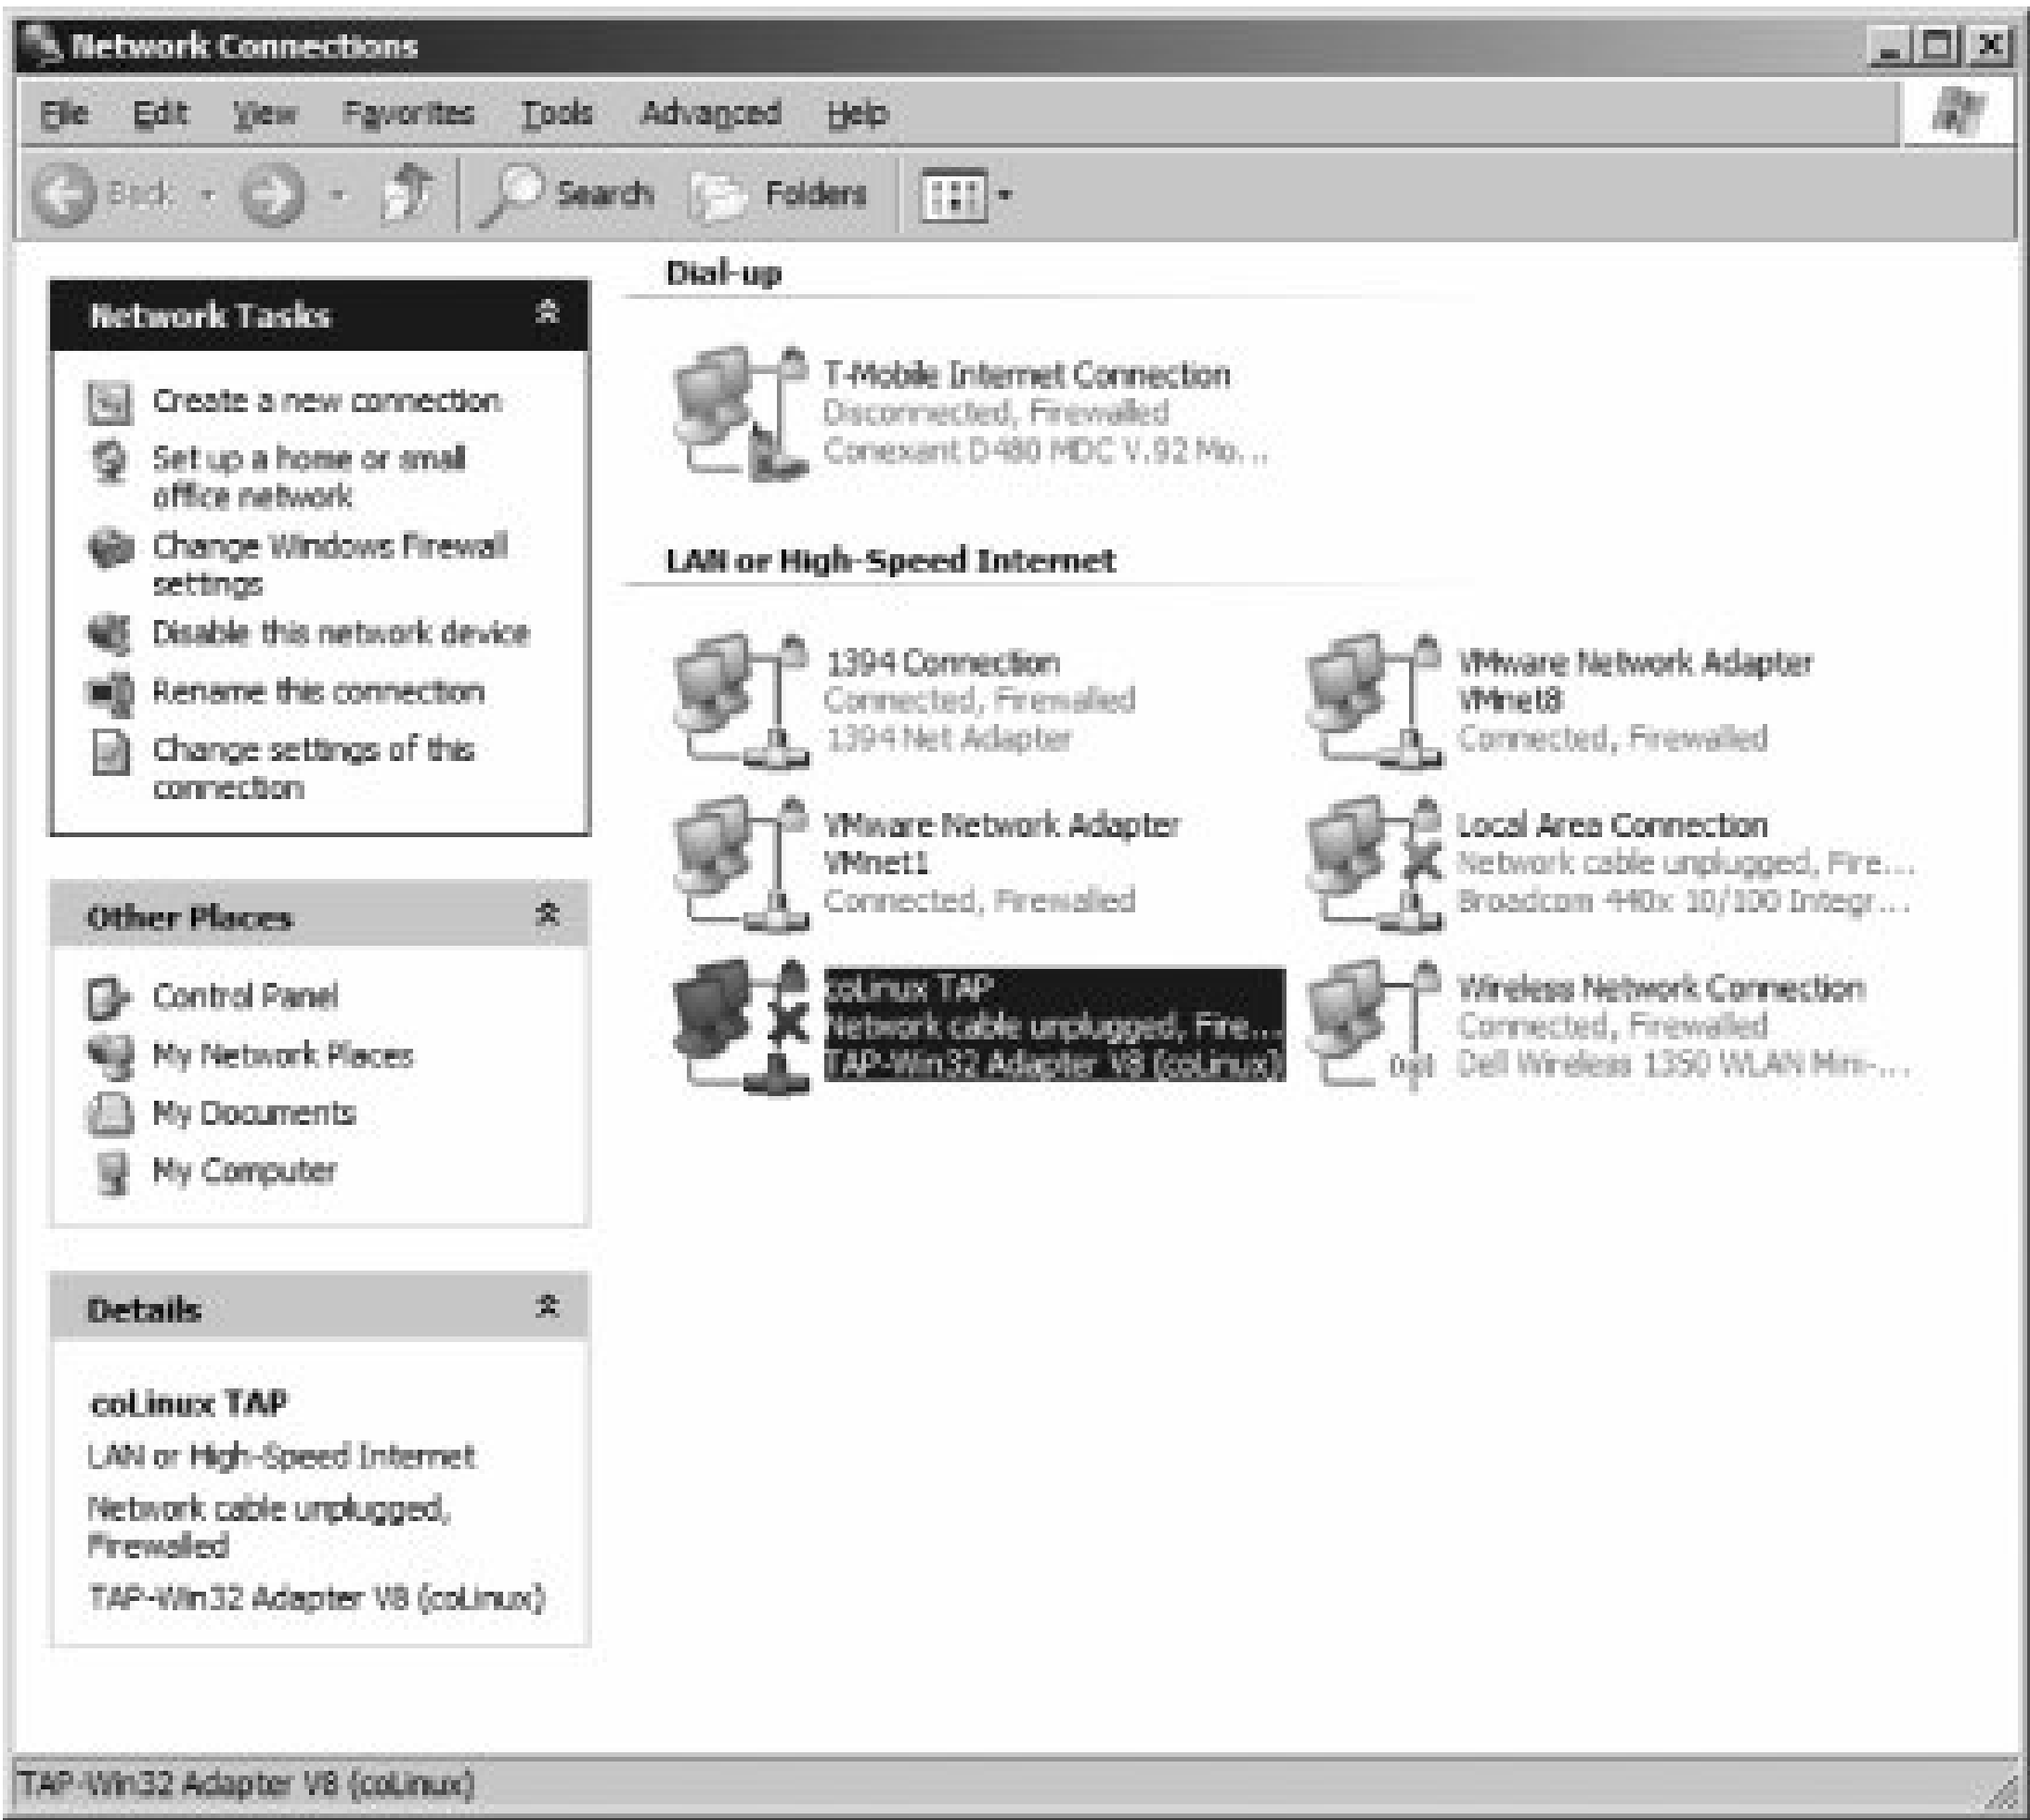 Network Connections
File Edit View Favorites Tools Advanced Help
Back Search Folders
Network Tasks
Create a new connection
Set up a home or small
office network
Change Windows Firewall
settings
Disable this network device
Rename this connection
Change settings of this
connection
Other Places
Control Panel
My Network Places
My Documents
My Computer
Details
coLinux TAP
LAN or High-Speed Internet
Network cable unplugged,
Firewalled
TAP-Win32 Adapter V8 (coLinux)
Dial-up
T-Mobile Internet Connection
Disconnected, Firewalled
Conexant D480 MDC V.92 Mo...
LAN or High-Speed Internet
1394 Connection
Connected, Firewalled
1394 Net Adapter
VMware Network Adapter
VMnet8
Connected, Firewalled
VMware Network Adapter
VMnet1
Connected, Firewalled
Local Area Connection
Network cable unplugged, Fire...
Broadcom 440x 10/100 Integr...
coLinux TAP
Network cable unplugged, Fire...
TAP-Win32 Adapter V8 (coLinux)
Wireless Network Connection
Connected, Firewalled
Dell Wireless 1350 WLAN Mini-...
TAP-Win32 Adapter V8 (coLinux)